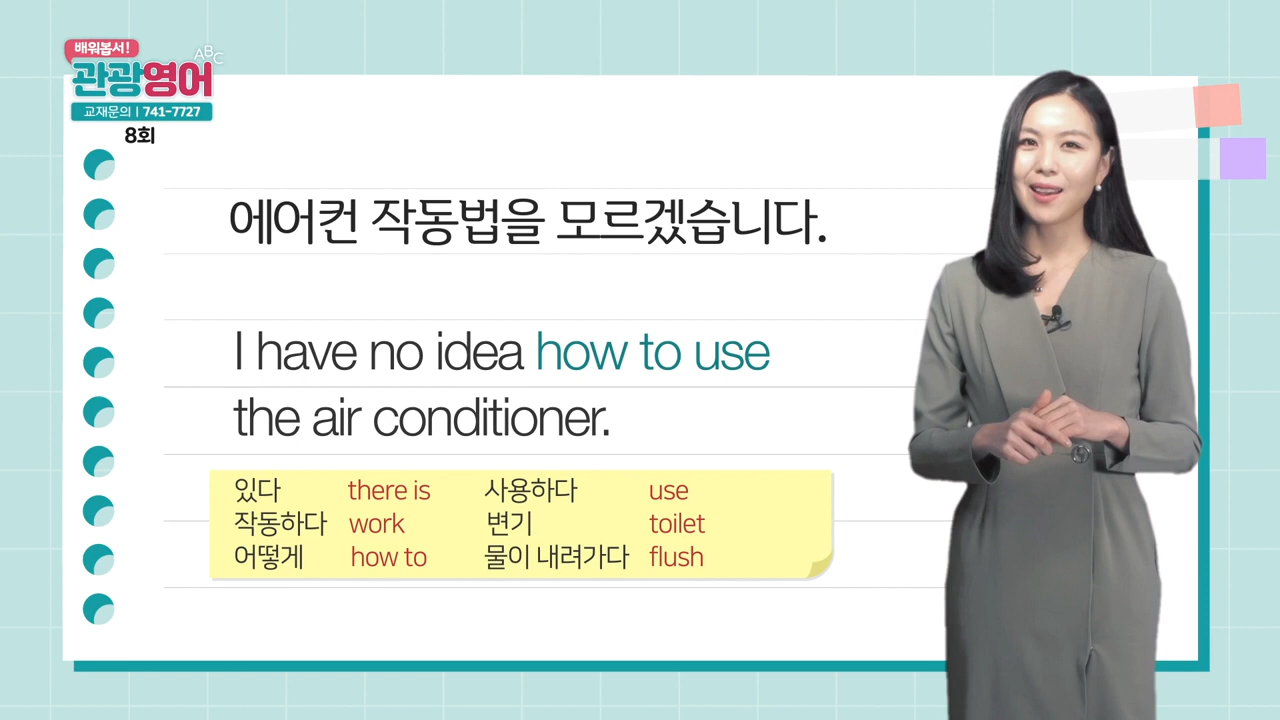 배워봅서!
ABC
관광영어
교재문의 | 741-7727
8회
에어컨 작동법을 모르겠습니다.
I have no idea how to use
the air conditioner.
있다 there is 사용하다 use
작동하다 work 변기 toilet
어떻게 how to 물이 내려가다 flush